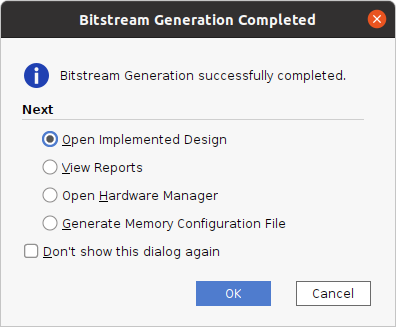 Bitstream Generation Completed
Bitstream Generation successfully completed.
Next
Open Implemented Design
View Reports
Open Hardware Manager
Generate Memory Configuration File
Don't show this dialog again
OK
Cancel